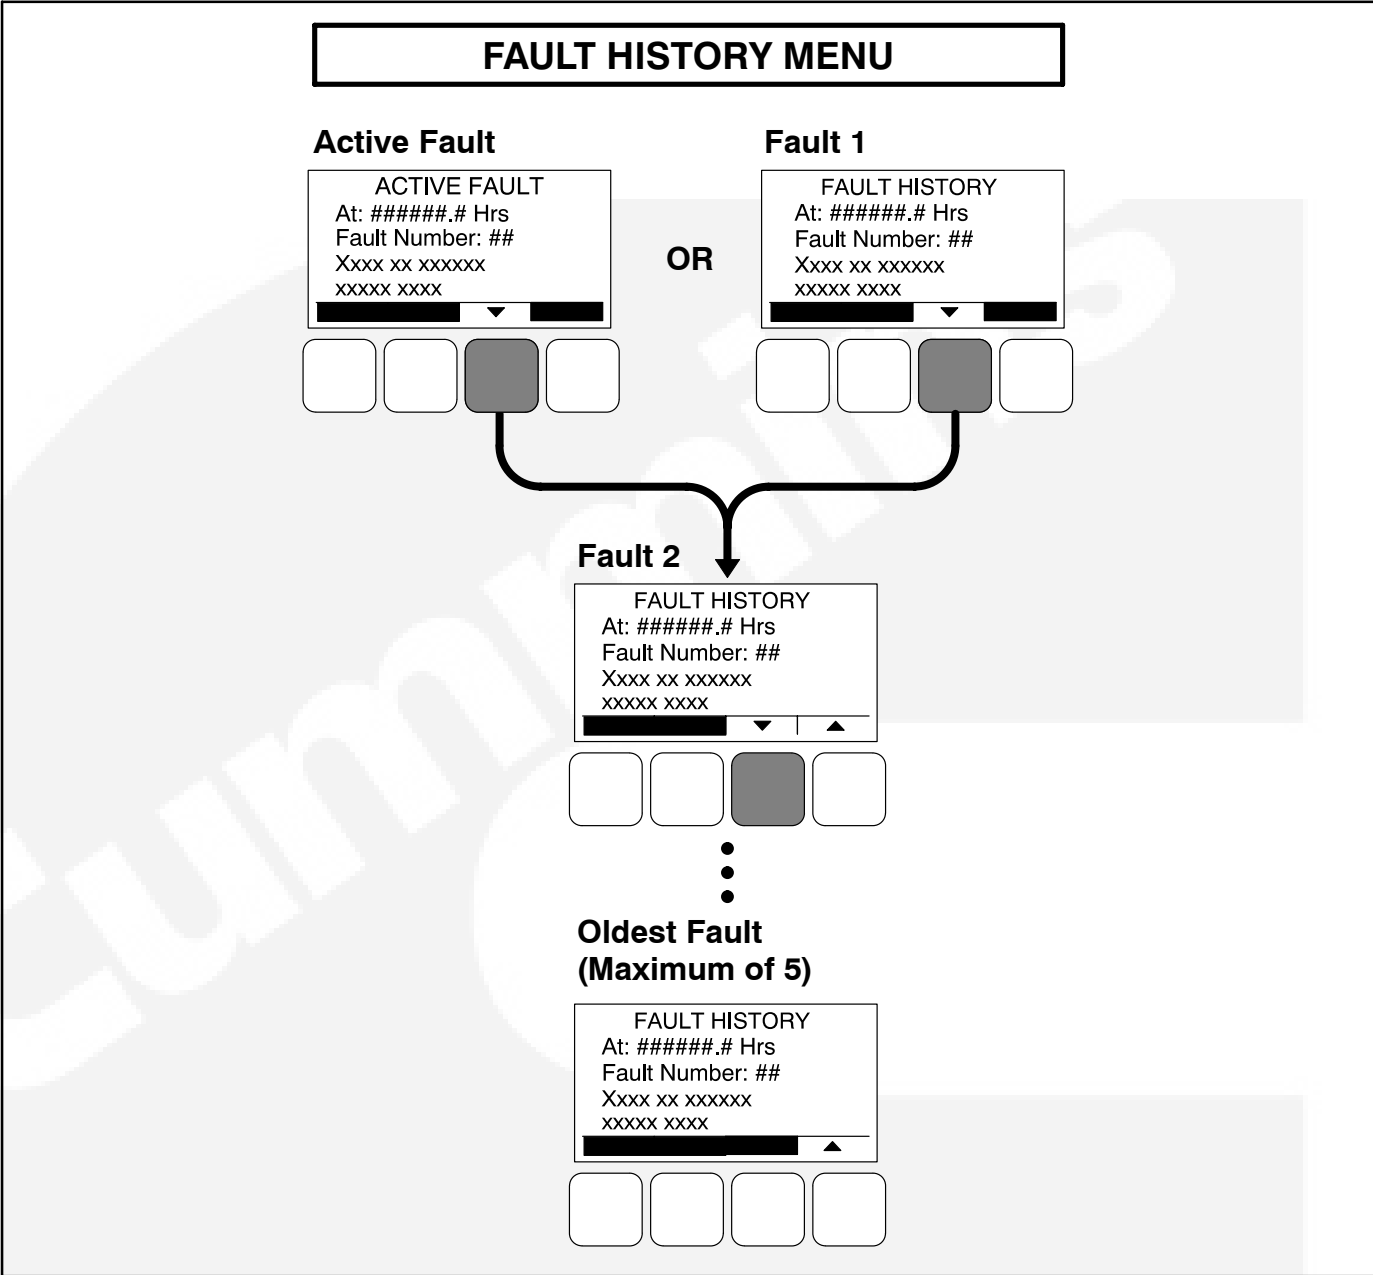 FAULT HISTORY MENU
Active Fault
ACTIVE FAULT
At: ######.# Hrs
Fault Number: ##
Xxxx xx xxxxxx
xxxxx xxxx
OR
Fault 1
FAULT HISTORY
At: ######.# Hrs
Fault Number: ##
Xxxx xx xxxxxx
xxxxx xxxx
Fault 2
FAULT HISTORY
At: ######.# Hrs
Fault Number: ##
Xxxx xx xxxxxx
xxxxx xxxx
Oldest Fault
(Maximum of 5)
FAULT HISTORY
At: ######.# Hrs
Fault Number: ##
Xxxx xx xxxxxx
xxxxx xxxx
Cummins